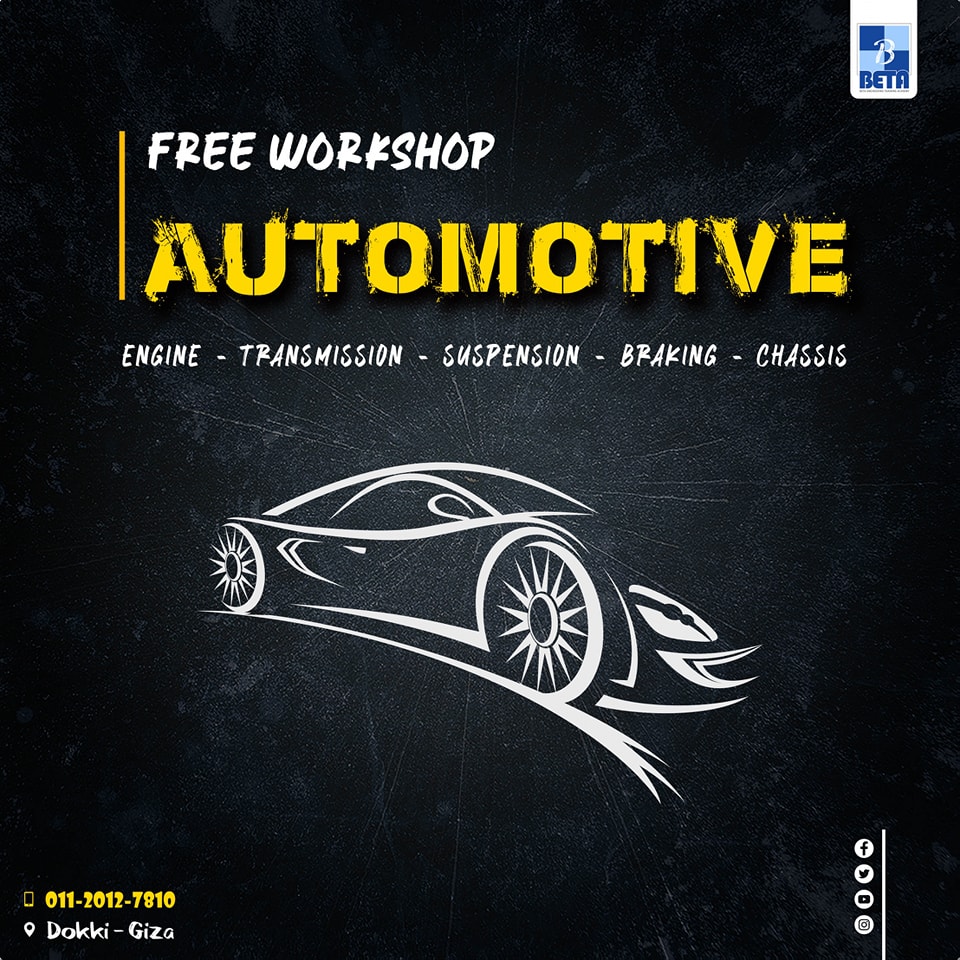 B
BETA
FREE WORKSHOP
AUTOMOTIVE
ENGINE - TRANSMISSION - SUSPENSION - BRAKING - CHASSIS
011-2012-7810
Dokki - Giza